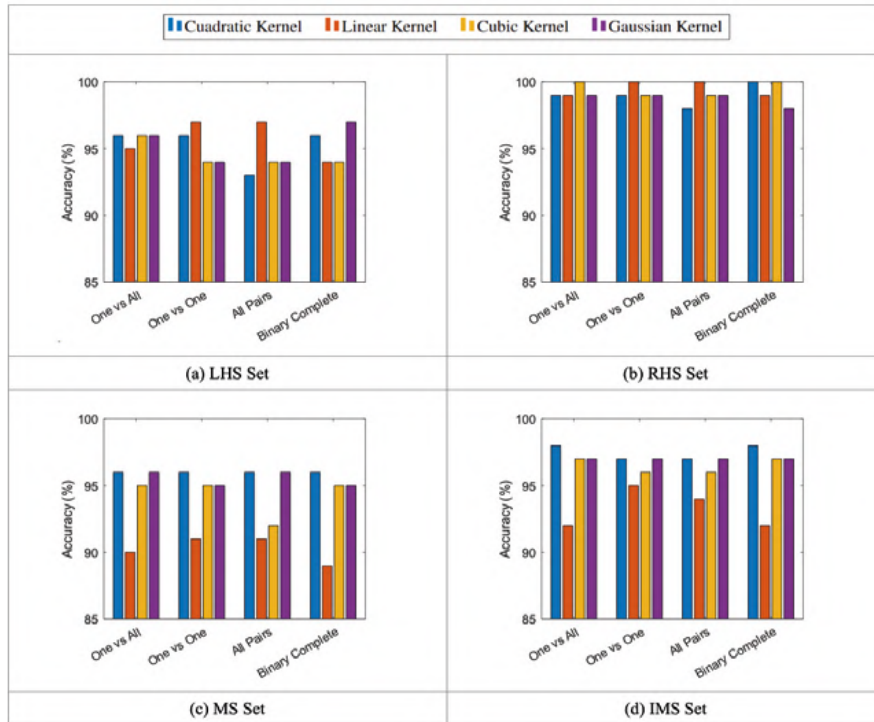 Cuadratic Kernel Linear Kernel Cubic Kernel Gaussian Kernel
100
95
90
85
Accuracy (%)
One vs All
One vs One
All Pairs
Binary Complete
(a) LHS Set
100
95
90
85
Accuracy (%)
One vs All
One vs One
All Pairs
Binary Complete
(b) RHS Set
100
95
90
85
Accuracy (%)
One vs All
One vs One
All Pairs
Binary Complete
(c) MS Set
100
95
90
85
Accuracy (%)
One vs All
One vs One
All Pairs
Binary Complete
(d) IMS Set